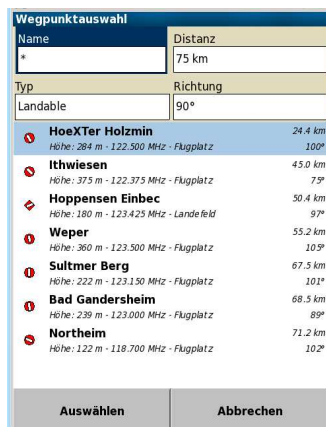 Wegpunktauswahl
Name Distanz
* 75 km
Typ Richtung
Landable 90°
HoeXTer Holzmin 24.4 km
Höhe: 284 m - 122.500 MHz - Flugplatz 100°
Ithwiesen 45.0 km
Höhe: 375 m - 122.375 MHz - Flugplatz 75°
Hoppensen Einbec 50.4 km
Höhe: 180 m - 123.425 MHz - Landefeld 97°
Weper 55.2 km
Höhe: 360 m - 123.500 MHz - Flugplatz 105°
Sultmer Berg 67.5 km
Höhe: 222 m - 123.150 MHz - Flugplatz 101°
Bad Gandersheim 68.5 km
Höhe: 239 m - 123.000 MHz - Flugplatz 89°
Northeim 71.2 km
Höhe: 122 m - 118.700 MHz - Flugplatz 102°
Auswählen Abbrechen